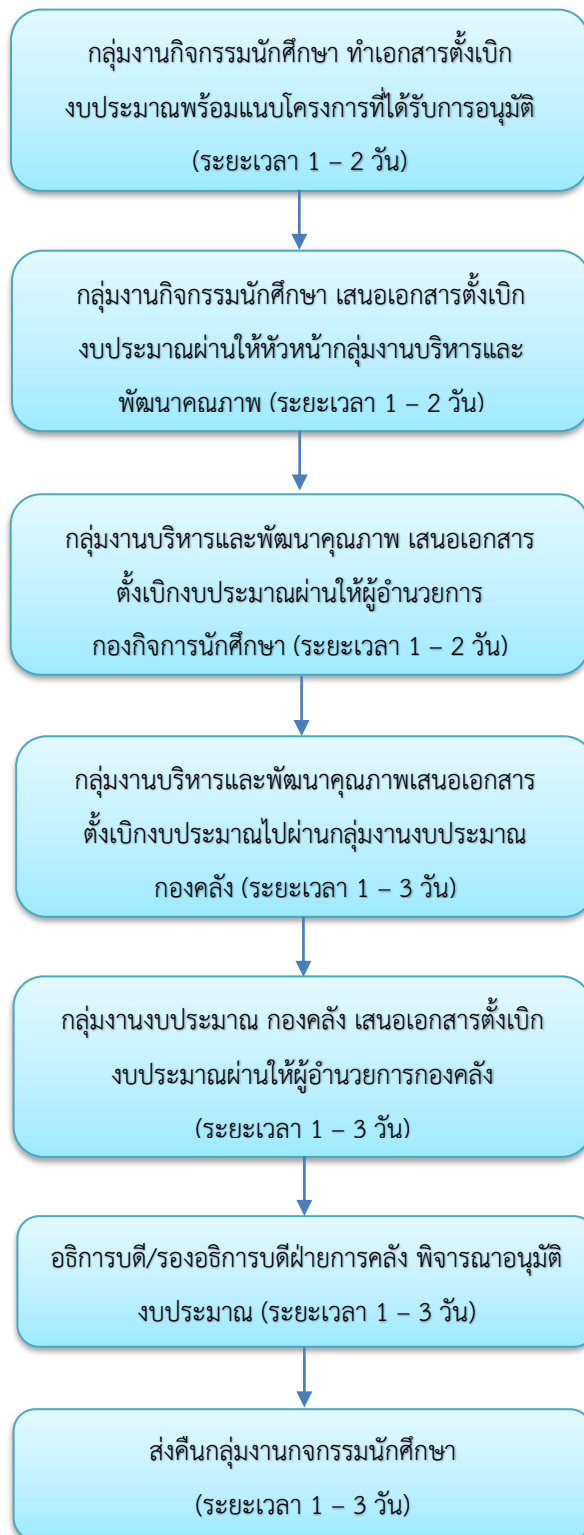 กลุ่มงานกิจกรรมนักศึกษา ทำเอกสารตั้งเบิก
งบประมาณพร้อมแนบโครงการที่ได้รับการอนุมัติ
(ระยะเวลา 1 – 2 วัน)
กลุ่มงานกิจกรรมนักศึกษา เสนอเอกสารตั้งเบิก
งบประมาณผ่านให้หัวหน้ากลุ่มงานบริหารและ
พัฒนาคณภาพ (ระยะเวลา 1 – 2 วัน)
กลุ่มงานบริหารและพัฒนาคุณภาพ เสนอเอกสาร
ตั้งเบิกงบประมาณผ่านให้ผู้อำนวยการ
กองกิจการนักศึกษา (ระยะเวลา 1 – 2 วัน)
กลุ่มงานบริหารและพัฒนาคุณภาพเสนอเอกสาร
ตั้งเบิกงบประมาณไปผ่านกลุ่มงานงบประมาณ
กองคลัง (ระยะเวลา 1 – 3 วัน)
กลุ่มงานงบประมาณ กองคลัง เสนอเอกสารตั้งเบิก
งบประมาณผ่านให้ผู้อำนวยการกองคลัง
(ระยะเวลา 1 – 3 วัน)
อธิการบดี/รองอธิการบดีฝ่ายการคลัง พิจารณาอนุมัติ
งบประมาณ (ระยะเวลา 1 – 3 วัน)
ส่งคืนกลุ่มงานกจกรรมนักศึกษา
(ระยะเวลา 1 – 3 วัน)